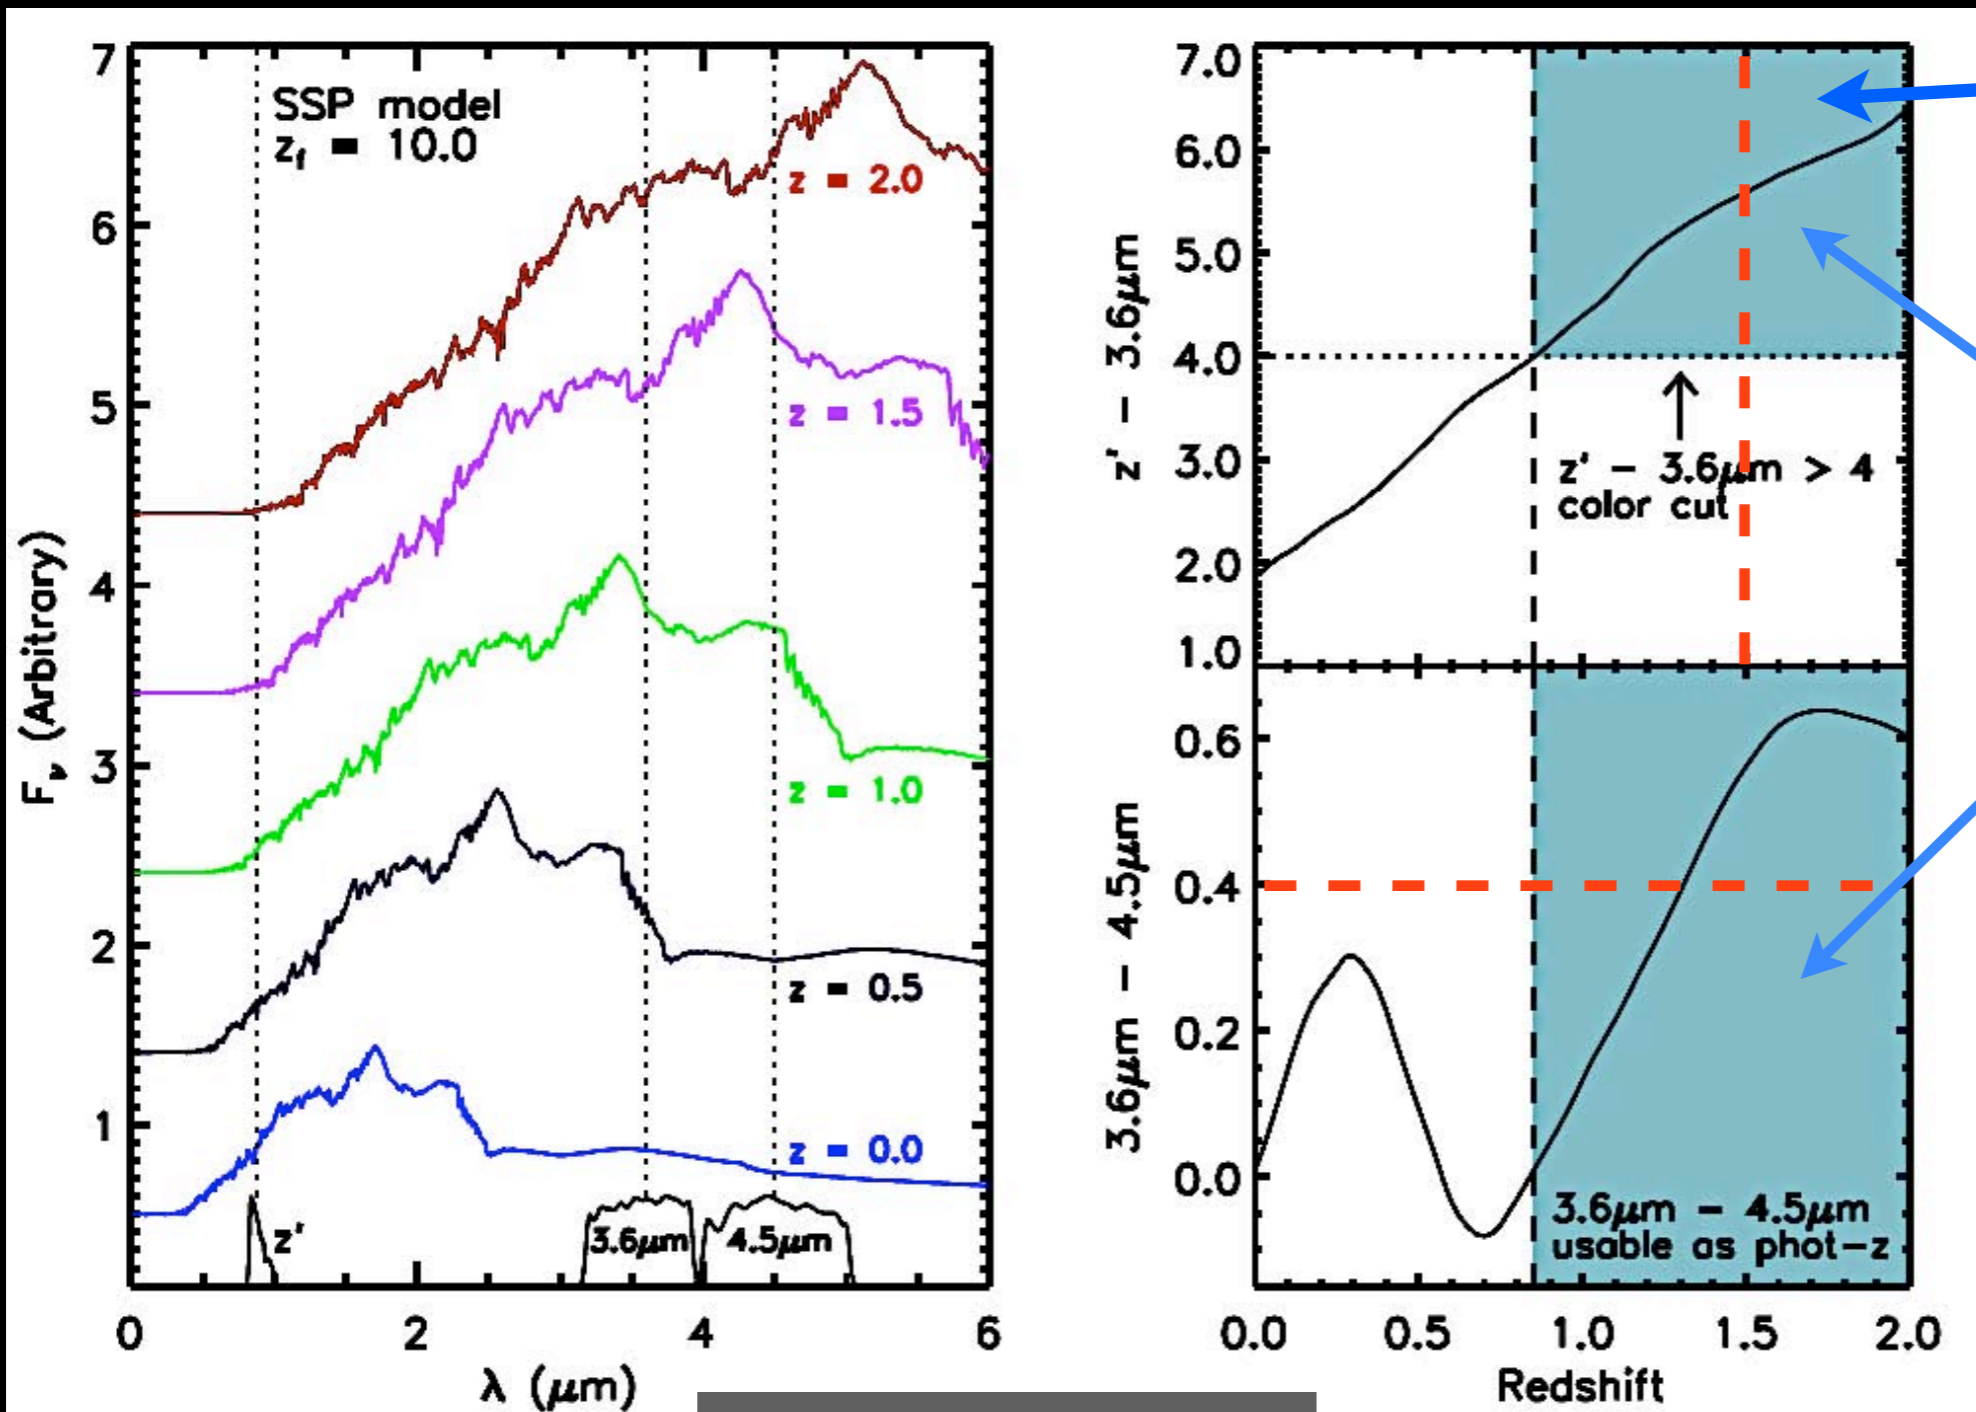 SSP model
z_f = 10.0
z = 2.0
z = 1.5
z = 1.0
z = 0.5
z = 0.0
z'
3.6μm
4.5μm
7
6
5
4
3
2
1
F_ν (Arbitrary)
0 2 4 6
λ (μm)
7.0
6.0
5.0
4.0
3.0
2.0
1.0
z' - 3.6μm
z' - 3.6μm > 4
color cut
0.6
0.4
0.2
0.0
3.6μm - 4.5μm
3.6μm - 4.5μm
usable as phot-z
0.0 0.5 1.0 1.5 2.0
Redshift